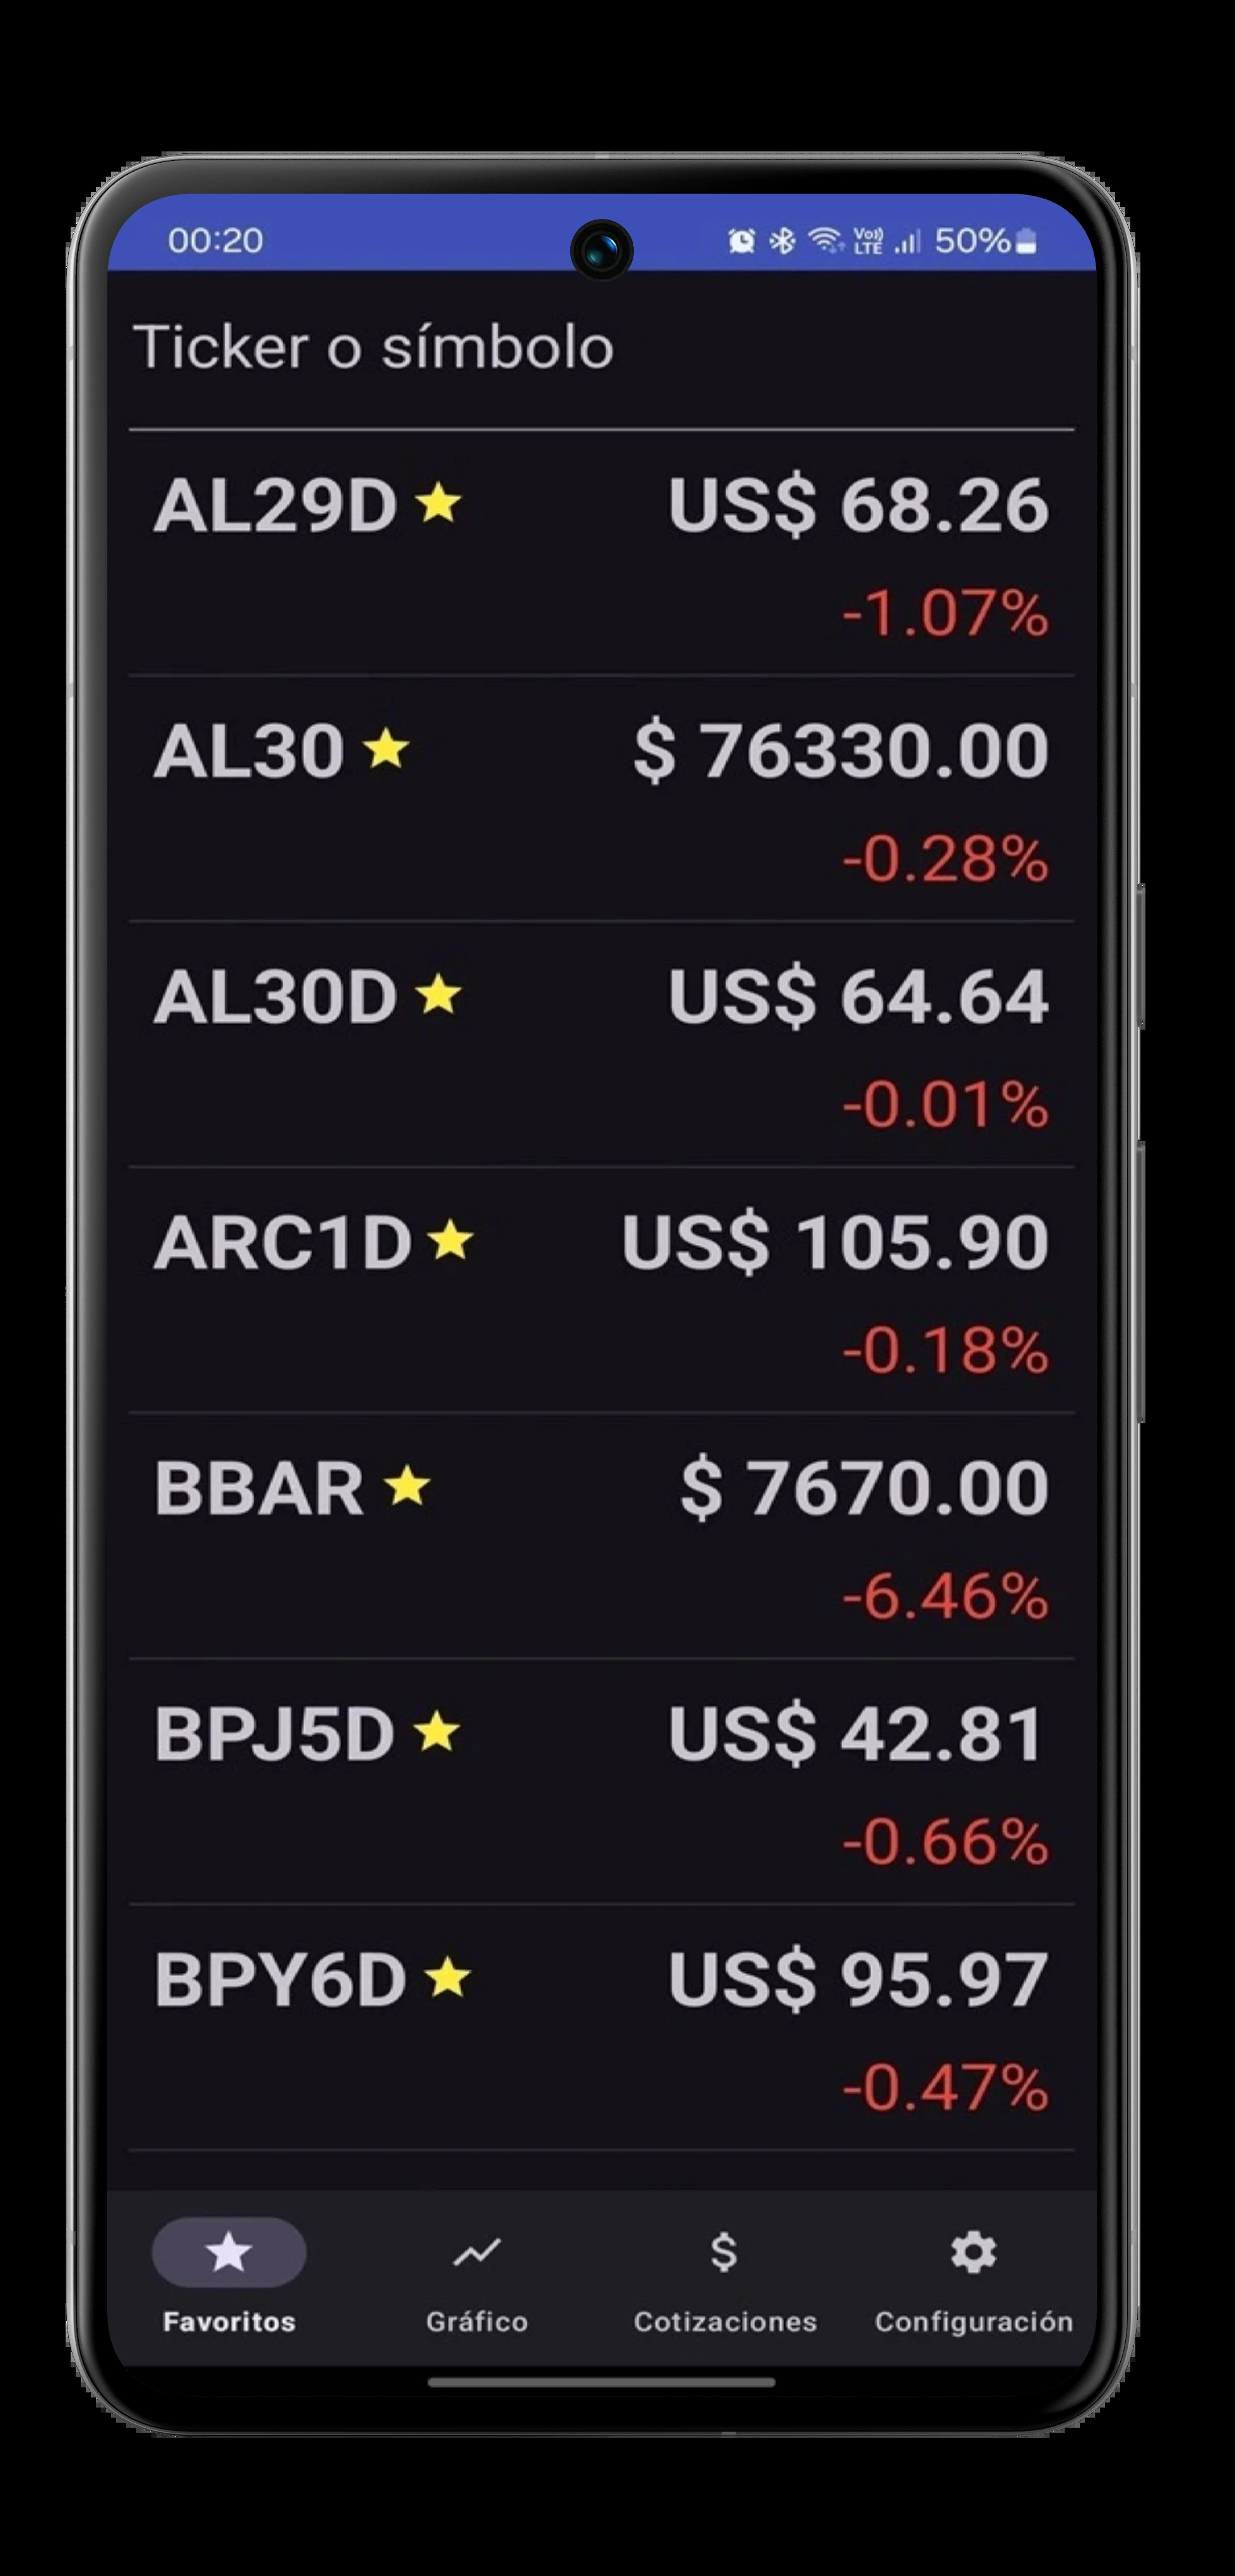 00:20 Vo)) LTE 50%
Ticker o símbolo
AL29D US$ 68.26
-1.07%
AL30 $ 76330.00
-0.28%
AL30D US$ 64.64
-0.01%
ARC1D US$ 105.90
-0.18%
BBAR $ 7670.00
-6.46%
BPJ5D US$ 42.81
-0.66%
BPY6D US$ 95.97
-0.47%
$
Favoritos Gráfico Cotizaciones Configuración